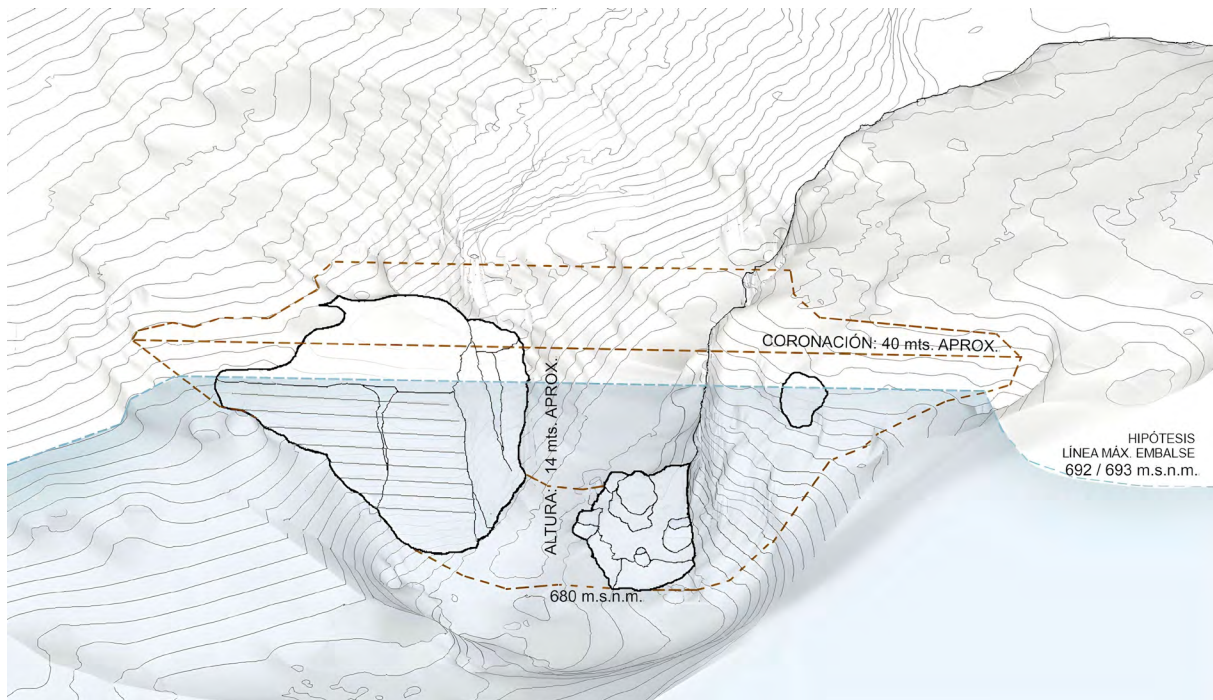 CORONACIÓN: 40 mts. APROX.
ALTURA: 14 mts. APROX.
HIPÓTESIS
LÍNEA MÁX. EMBALSE
692 / 693 m.s.n.m.
680 m.s.n.m.